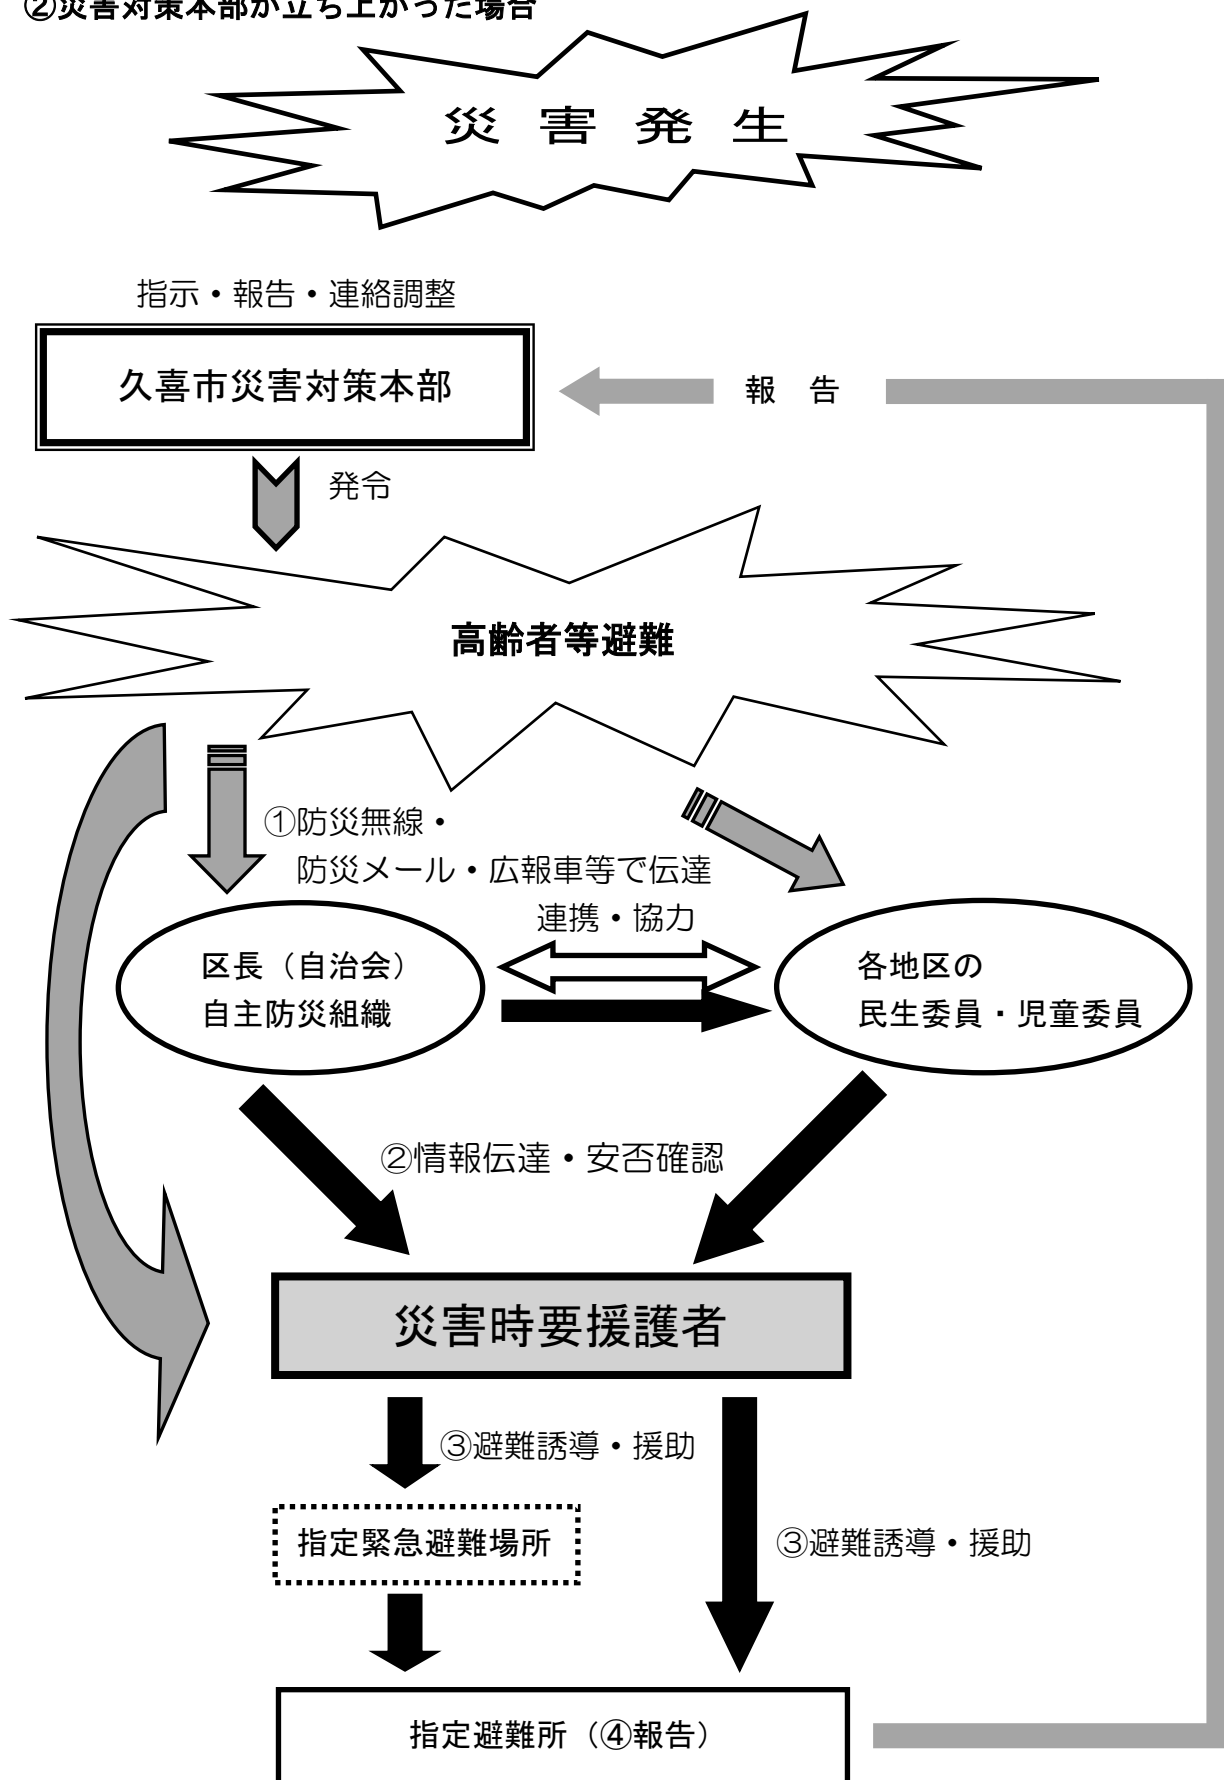 ②災害対策本部が立ち上がった場合
災害発生
指示・報告・連絡調整
久喜市災害対策本部
報　告
発令
高齢者等避難
①防災無線・
防災メール・広報車等で伝達
連携・協力
区長（自治会）
自主防災組織
各地区の
民生委員・児童委員
②情報伝達・安否確認
災害時要援護者
③避難誘導・援助
指定緊急避難場所
③避難誘導・援助
指定避難所（④報告）